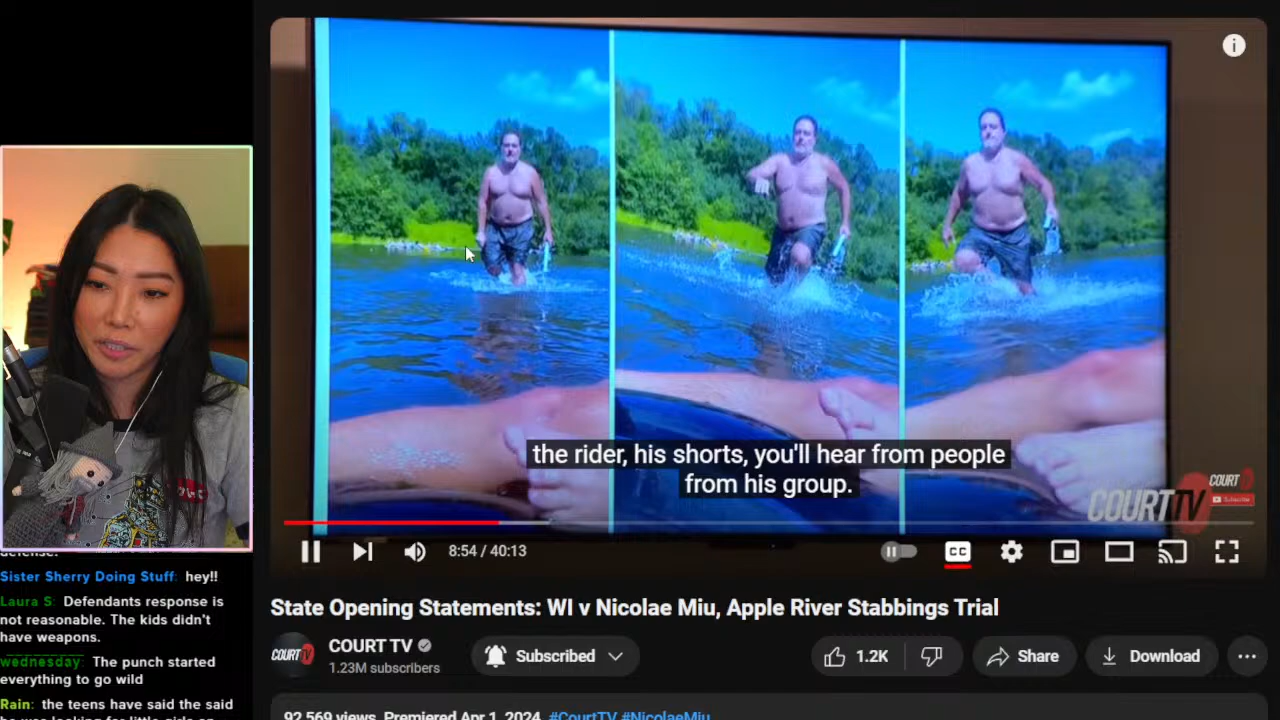 i
the rider, his shorts, you'll hear from people
from his group.
COURT TV
COURT
Subscribe
8:54 / 40:13
CC
State Opening Statements: WI v Nicolae Miu, Apple River Stabbings Trial
COURT
COURT TV
1.23M subscribers
Subscribed
1.2K
Share
Download
92,569 views Premiered Apr 1, 2024 #CourtTV #NicolaeMiu
defense.
Sister Sherry Doing Stuff: hey!!
Laura S: Defendants response is
not reasonable. The kids didn't
have weapons.
wednesday: The punch started
everything to go wild
Rain: the teens have said the said